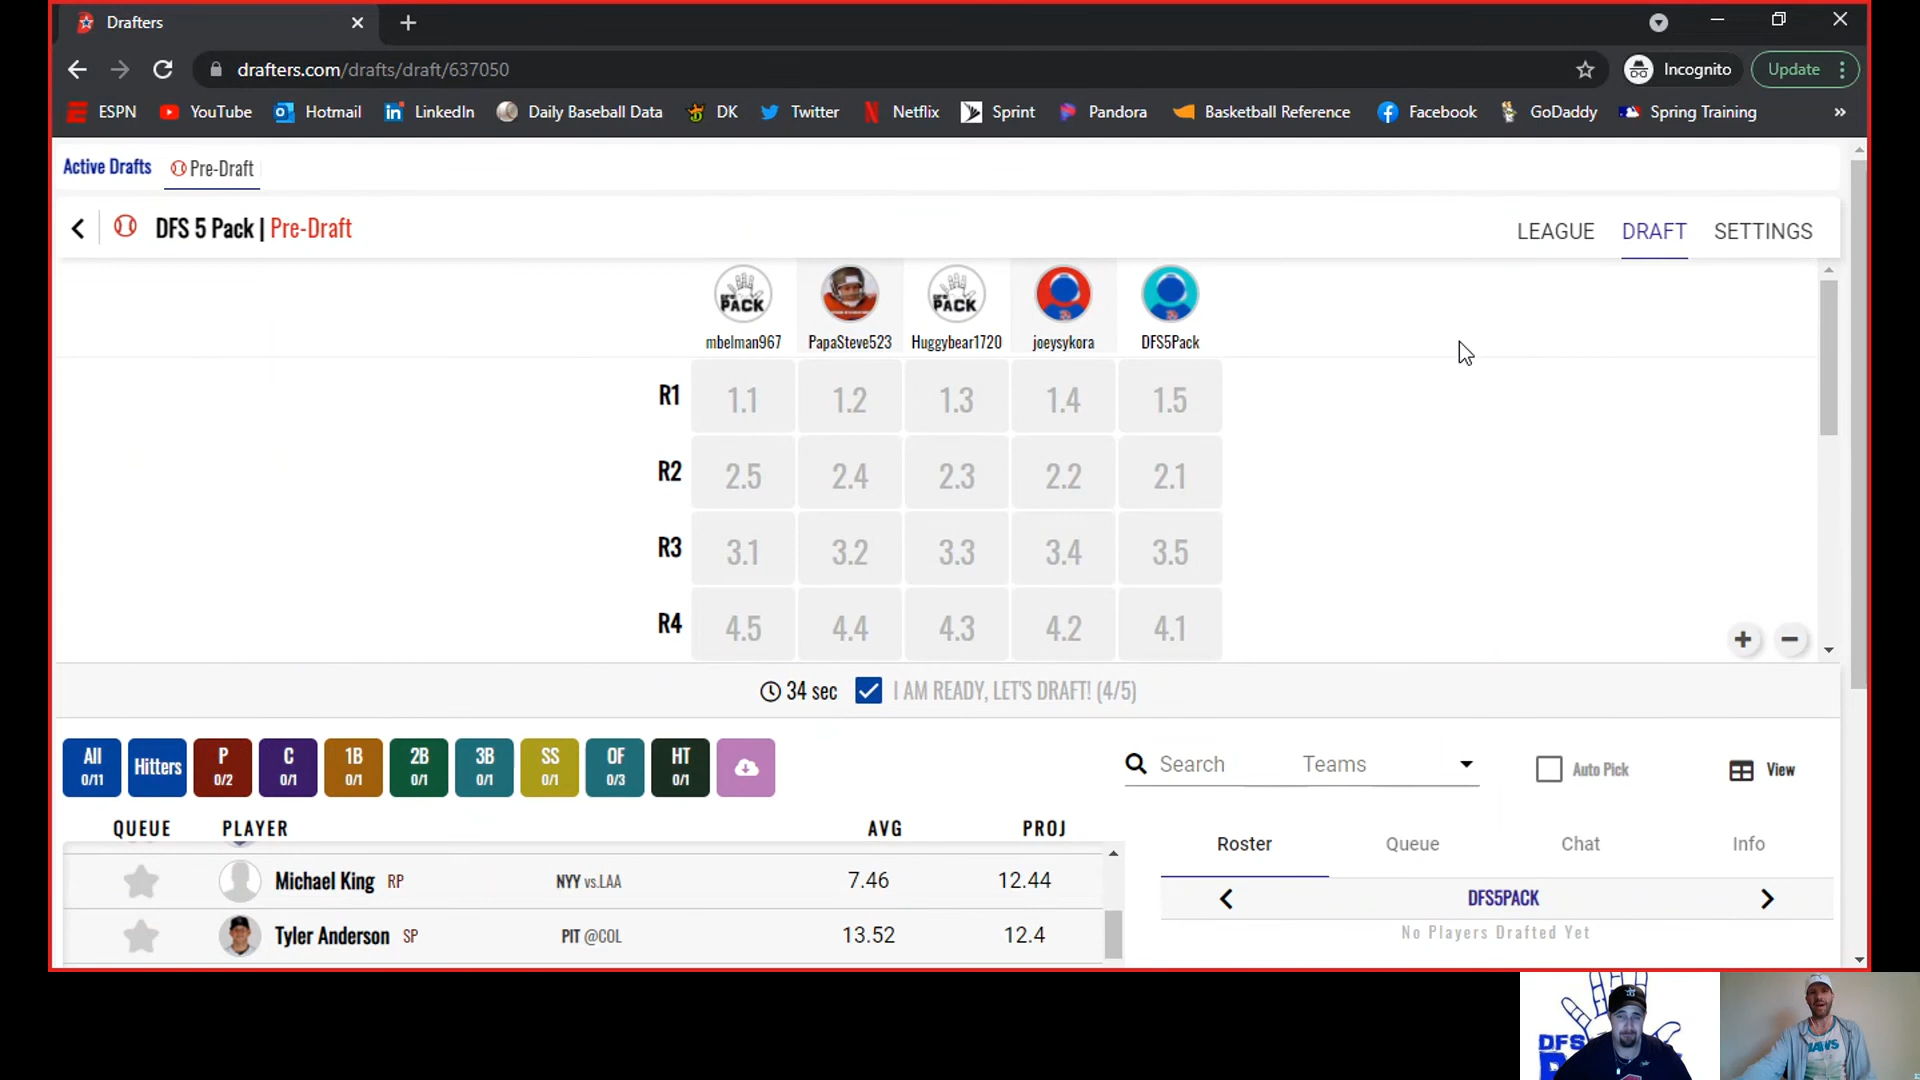 Drafters
drafters.com/drafts/draft/637050
Incognito
Update
ESPN
YouTube
Hotmail
LinkedIn
Daily Baseball Data
DK
Twitter
Netflix
Sprint
Pandora
Basketball Reference
Facebook
GoDaddy
Spring Training
»
Active Drafts
Pre-Draft
DFS 5 Pack | Pre-Draft
LEAGUE
DRAFT
SETTINGS
PACK
PACK
mbelman967
PapaSteve523
Huggybear1720
joeysykora
DFS5Pack
R1 1.1 1.2 1.3 1.4 1.5
R2 2.5 2.4 2.3 2.2 2.1
R3 3.1 3.2 3.3 3.4 3.5
R4 4.5 4.4 4.3 4.2 4.1
34 sec
I AM READY, LET'S DRAFT! (4/5)
All 0/11
Hitters
P 0/2
C 0/1
1B 0/1
2B 0/1
3B 0/1
SS 0/1
OF 0/3
HT 0/1
Search
Teams
Auto Pick
View
QUEUE PLAYER AVG PROJ
Roster
Queue
Chat
Info
Michael King RP NYY vs.LAA 7.46 12.44
DFS5PACK
Tyler Anderson SP PIT @COL 13.52 12.4
No Players Drafted Yet
DFS